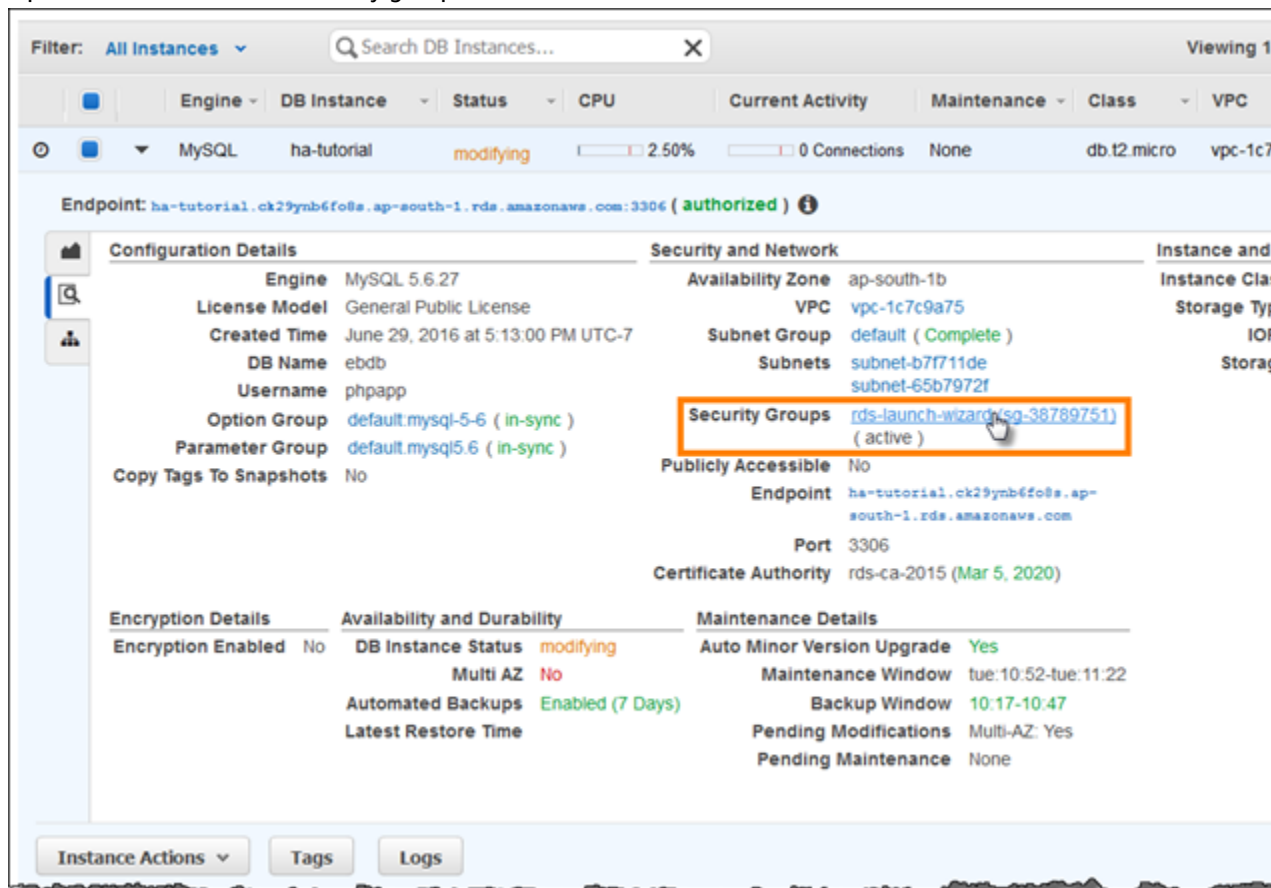 Filter: All Instances Search DB Instances... Viewing 1
Engine DB Instance Status CPU Current Activity Maintenance Class VPC
MySQL ha-tutorial modifying 2.50% 0 Connections None db.t2.micro vpc-1c7
Endpoint: ha-tutorial.ck29ynb6fo8s.ap-south-1.rds.amazonaws.com:3306 ( authorized )
Configuration Details
Engine MySQL 5.6.27
License Model General Public License
Created Time June 29, 2016 at 5:13:00 PM UTC-7
DB Name ebdb
Username phpapp
Option Group default:mysql-5-6 ( in-sync )
Parameter Group default.mysql5.6 ( in-sync )
Copy Tags To Snapshots No
Security and Network
Availability Zone ap-south-1b
VPC vpc-1c7c9a75
Subnet Group default ( Complete )
Subnets subnet-b7f711de
subnet-65b7972f
Security Groups rds-launch-wizard (sg-38789751)
( active )
Publicly Accessible No
Endpoint ha-tutorial.ck29ynb6fo8s.ap-
south-1.rds.amazonaws.com
Port 3306
Certificate Authority rds-ca-2015 (Mar 5, 2020)
Instance and
Instance Clas
Storage Typ
IOP
Storag
Encryption Details
Encryption Enabled No
Availability and Durability
DB Instance Status modifying
Multi AZ No
Automated Backups Enabled (7 Days)
Latest Restore Time
Maintenance Details
Auto Minor Version Upgrade Yes
Maintenance Window tue:10:52-tue:11:22
Backup Window 10:17-10:47
Pending Modifications Multi-AZ: Yes
Pending Maintenance None
Instance Actions Tags Logs